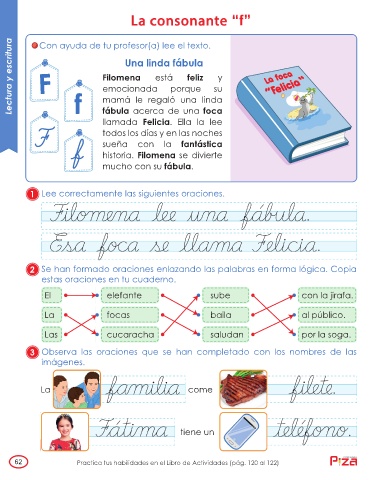 La consonante “f”
Lectura y escritura
Con ayuda de tu profesor(a) lee el texto.
Una linda fábula
F
f
F
f
Filomena está feliz y
emocionada porque su
mamá le regaló una linda
fábula acerca de una foca
llamada Felicia. Ella la lee
todos los días y en las noches
sueña con la fantástica
historia. Filomena se divierte
mucho con su fábula.
La foca
“Felicia”
1 Lee correctamente las siguientes oraciones.
Filomena lee una fábula.
Esa foca se llama Felicia.
2 Se han formado oraciones enlazando las palabras en forma lógica. Copia
estas oraciones en tu cuaderno.
El elefante sube con la jirafa.
La focas baila al público.
Las cucaracha saludan por la soga.
3 Observa las oraciones que se han completado con los nombres de las
imágenes.
La familia come filete.
Fátima tiene un teléfono.
62
Practica tus habilidades en el Libro de Actividades (pág. 120 al 122)